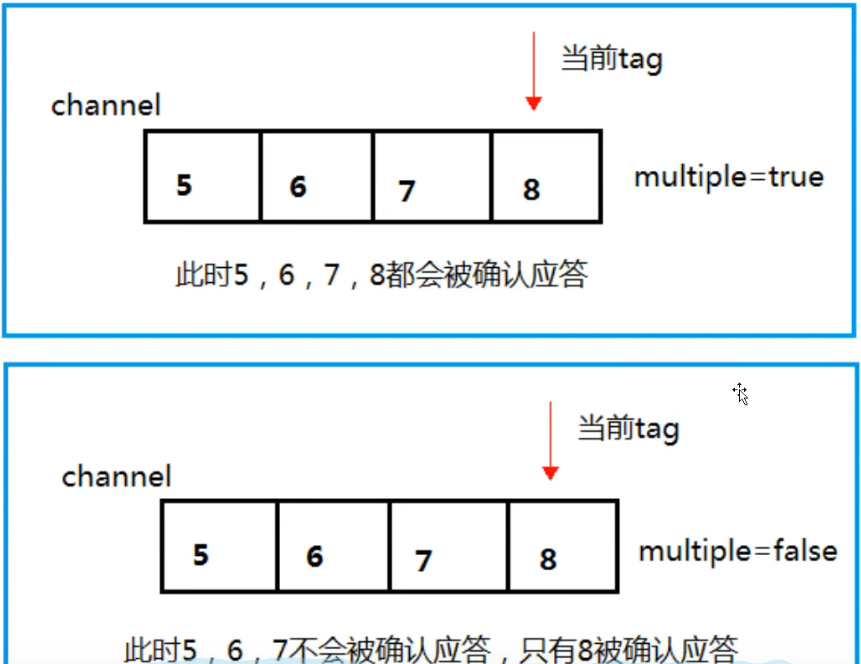 当前tag
channel
5 6 7 8
multiple=true
此时5，6，7，8都会被确认应答
当前tag
channel
5 6 7 8
multiple=false
此时5，6，7不会被确认应答，只有8被确认应答